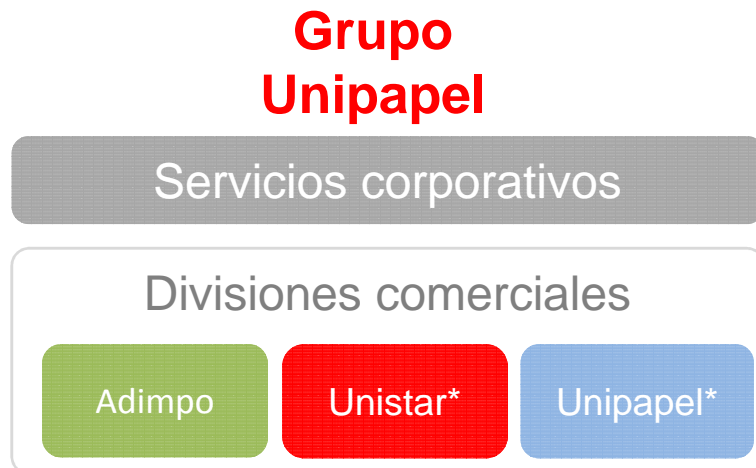 Grupo
Unipapel
Servicios corporativos
Divisiones comerciales
Adimpo
Unistar*
Unipapel*